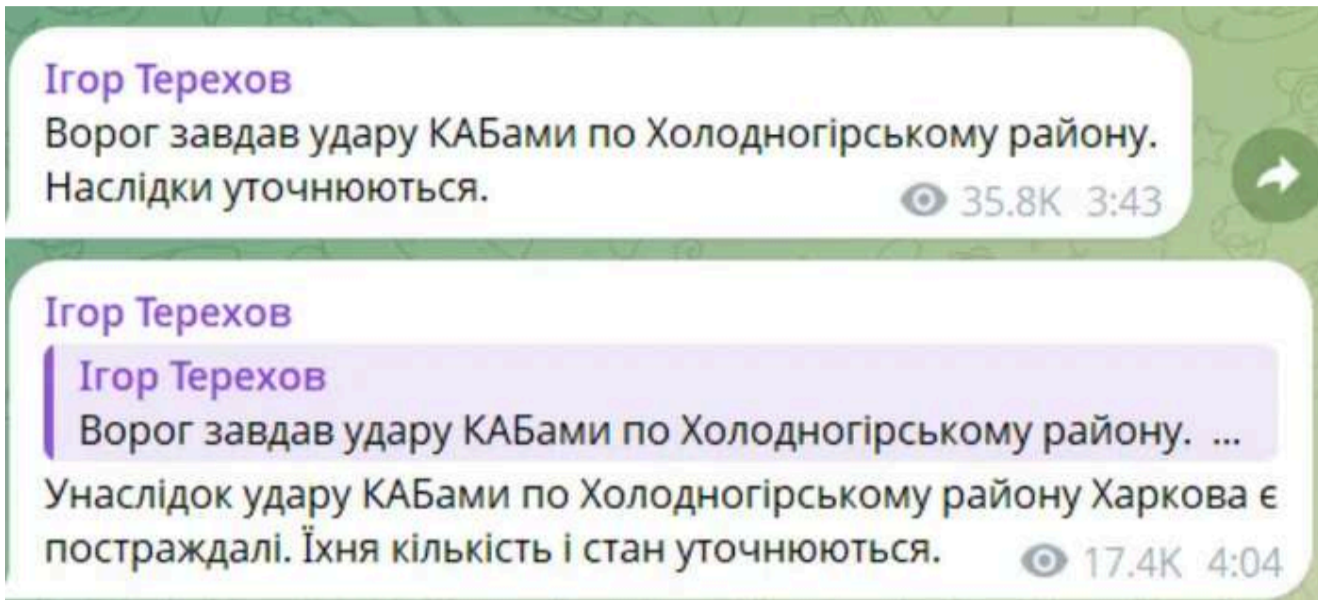 Ігор Терехов
Ворог завдав удару КАБами по Холодногірському району.
Наслідки уточнюються.
35.8K 3:43
Ігор Терехов
Ігор Терехов
Ворог завдав удару КАБами по Холодногірському району. ...
Унаслідок удару КАБами по Холодногірському району Харкова є
постраждалі. Їхня кількість і стан уточнюються.
17.4K 4:04